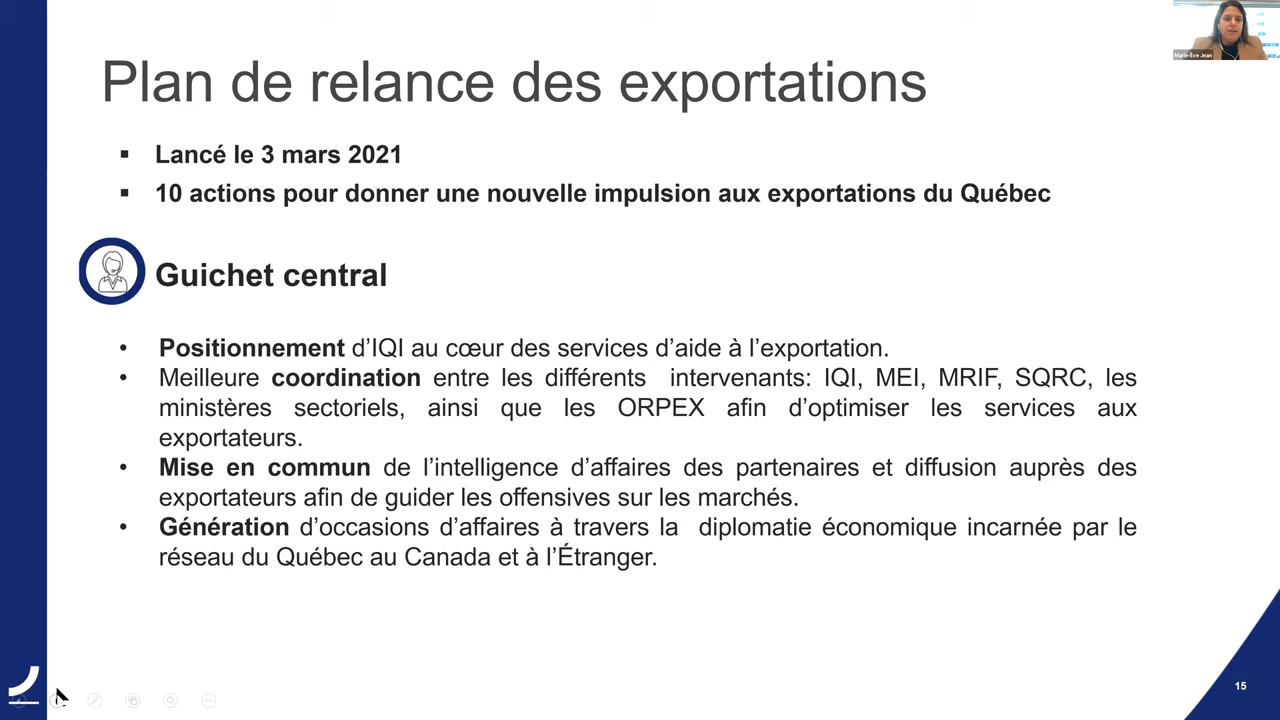 Marie-Ève Jean
Plan de relance des exportations
▪ Lancé le 3 mars 2021
▪ 10 actions pour donner une nouvelle impulsion aux exportations du Québec
Guichet central
• Positionnement d’IQI au cœur des services d’aide à l’exportation.
• Meilleure coordination entre les différents intervenants: IQI, MEI, MRIF, SQRC, les
ministères sectoriels, ainsi que les ORPEX afin d’optimiser les services aux
exportateurs.
• Mise en commun de l’intelligence d’affaires des partenaires et diffusion auprès des
exportateurs afin de guider les offensives sur les marchés.
• Génération d’occasions d’affaires à travers la diplomatie économique incarnée par le
réseau du Québec au Canada et à l’Étranger.
15